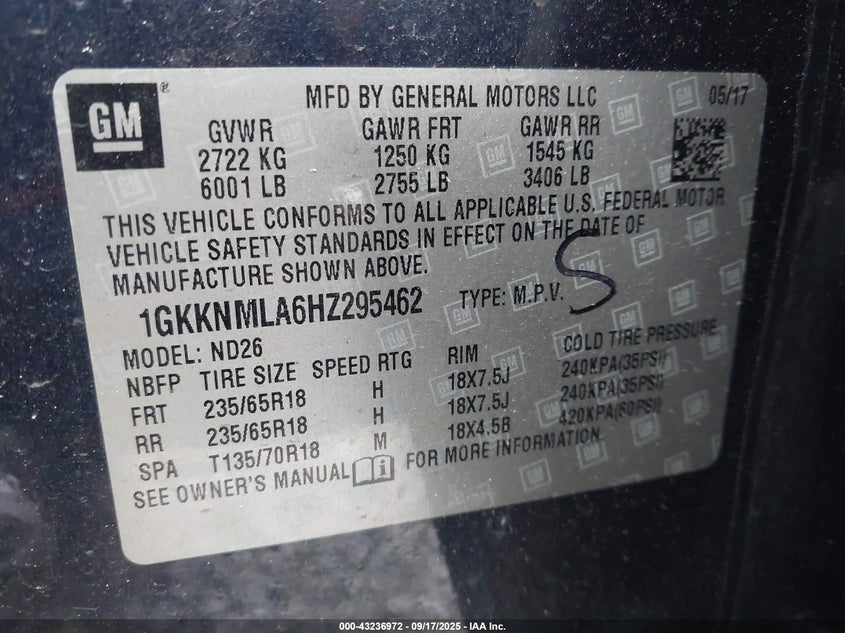 GM ®
MFD BY GENERAL MOTORS LLC 05/17
GVWR GAWR FRT GAWR RR
2722 KG 1250 KG 1545 KG
6001 LB 2755 LB 3406 LB
THIS VEHICLE CONFORMS TO ALL APPLICABLE U.S. FEDERAL MOTOR
VEHICLE SAFETY STANDARDS IN EFFECT ON THE DATE OF
MANUFACTURE SHOWN ABOVE.
1GKKNMLA6HZ295462 TYPE: M.P.V. S
MODEL: ND26
NBFP TIRE SIZE SPEED RTG RIM COLD TIRE PRESSURE
FRT 235/65R18 H 18X7.5J 240KPA(35PSI)
RR 235/65R18 H 18X7.5J 240KPA(35PSI)
SPA T135/70R18 M 18X4.5B 420KPA(60PSI)
SEE OWNER'S MANUAL i FOR MORE INFORMATION.
000-43236972 - 09/17/2025 - IAA Inc.